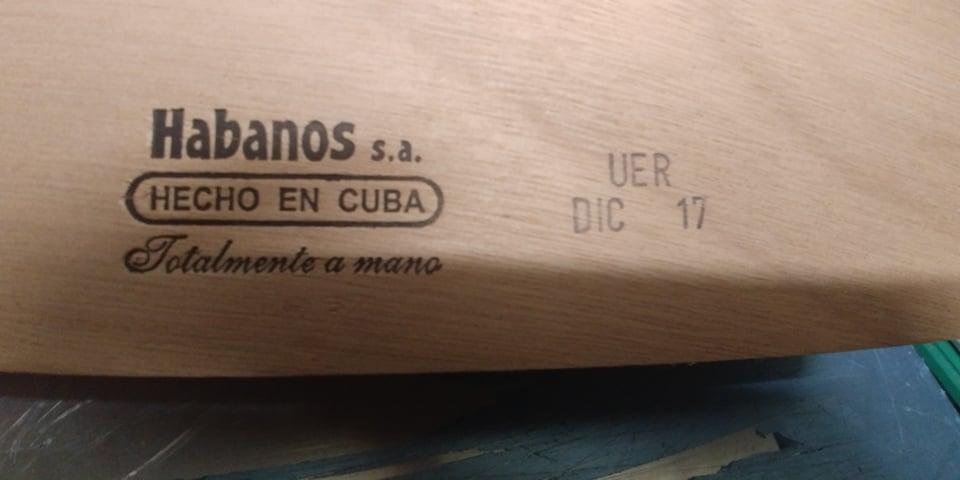 Habanos s.a.
HECHO EN CUBA
Totalmente a mano
UER
DIC 17